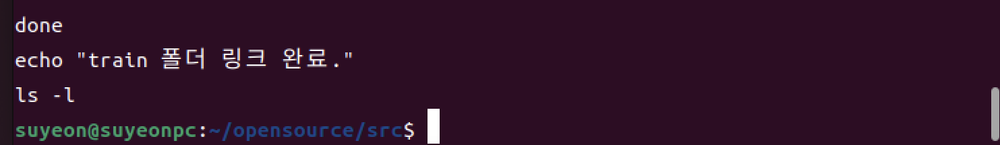 done
echo "train 폴더 링크 완료."
ls -l
suyeon@suyeonpc:~/opensource/src$